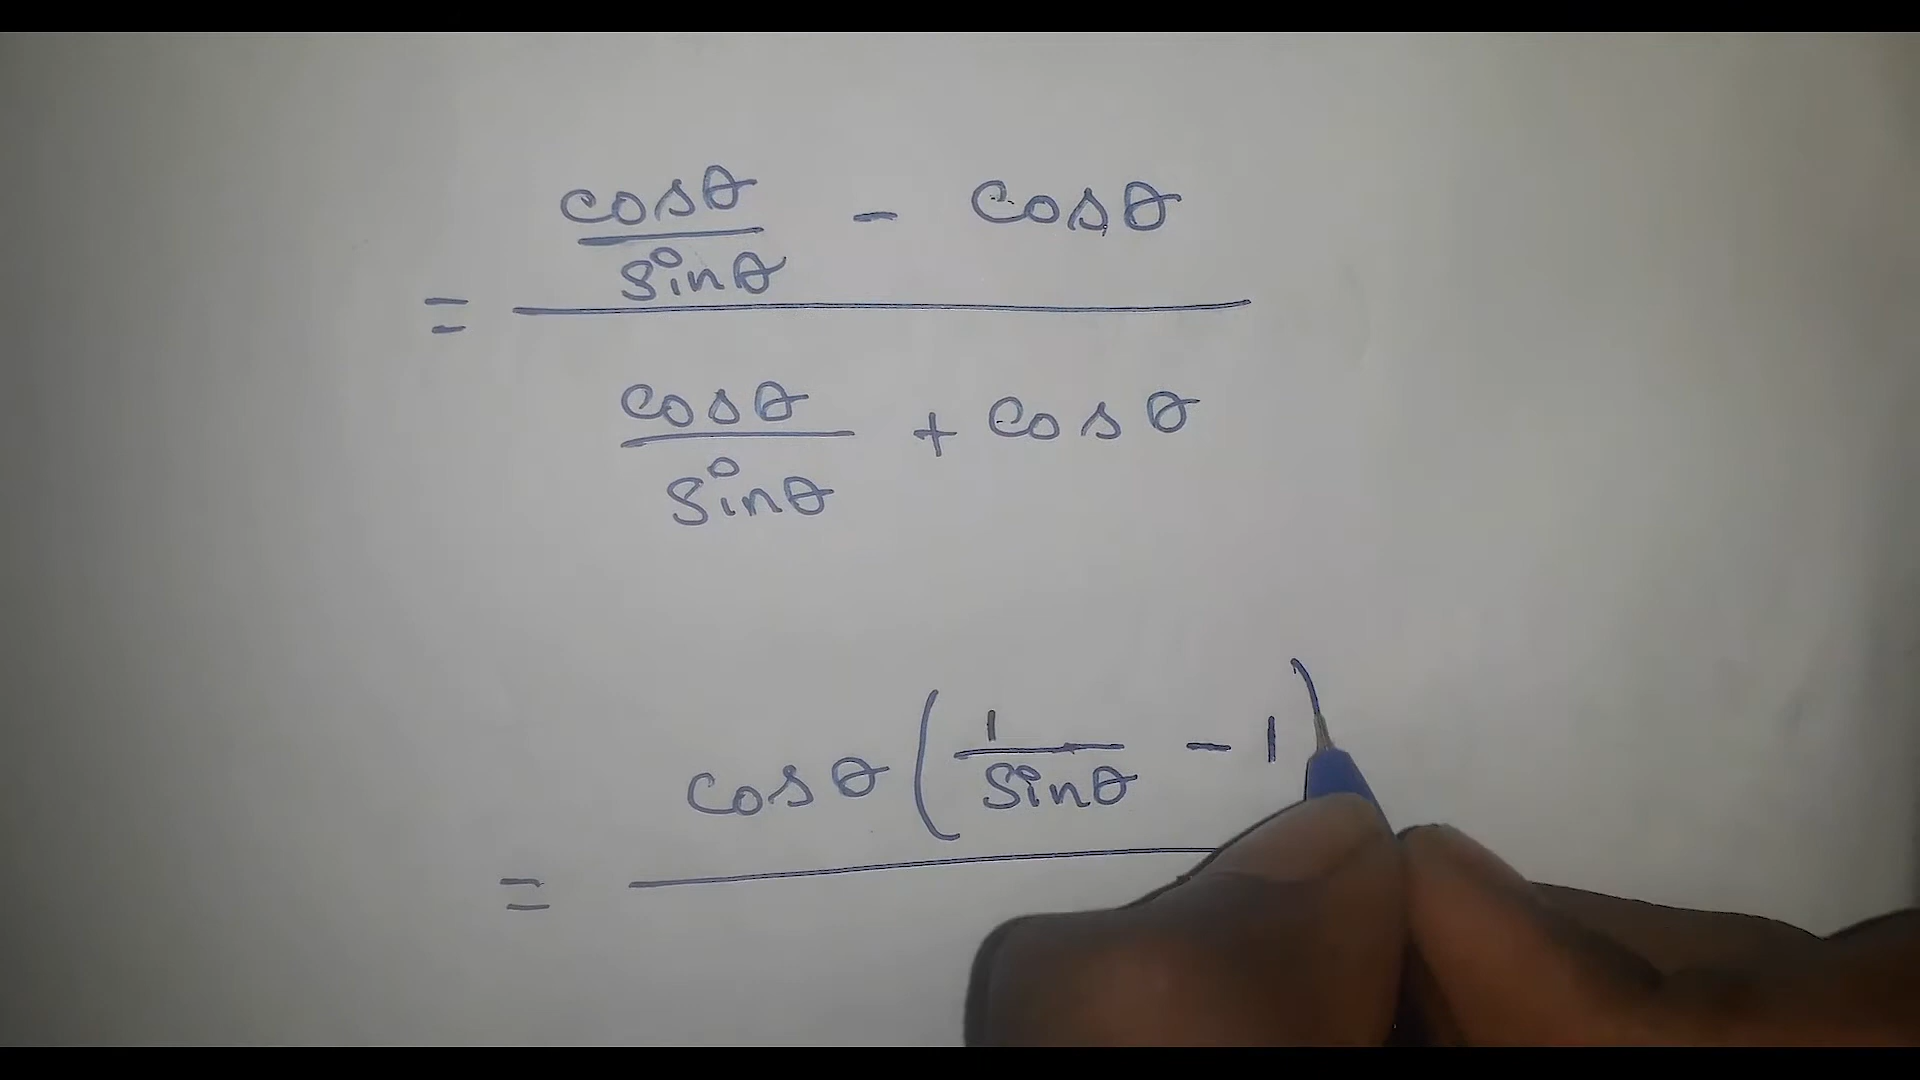 cosθ/sinθ - cosθ
=
cosθ/sinθ + cosθ
cosθ(1/sinθ - 1)
=